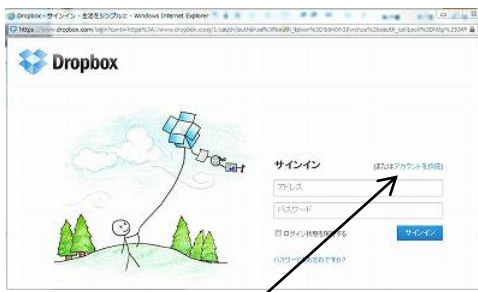 Dropbox - サインイン - 生活をシンプルに - Windows Internet Explorer
Dropbox
サインイン
(またはアカウントを作成)
アドレス
パスワード
ログイン状態を保持する
サインイン
パスワードをお忘れですか?